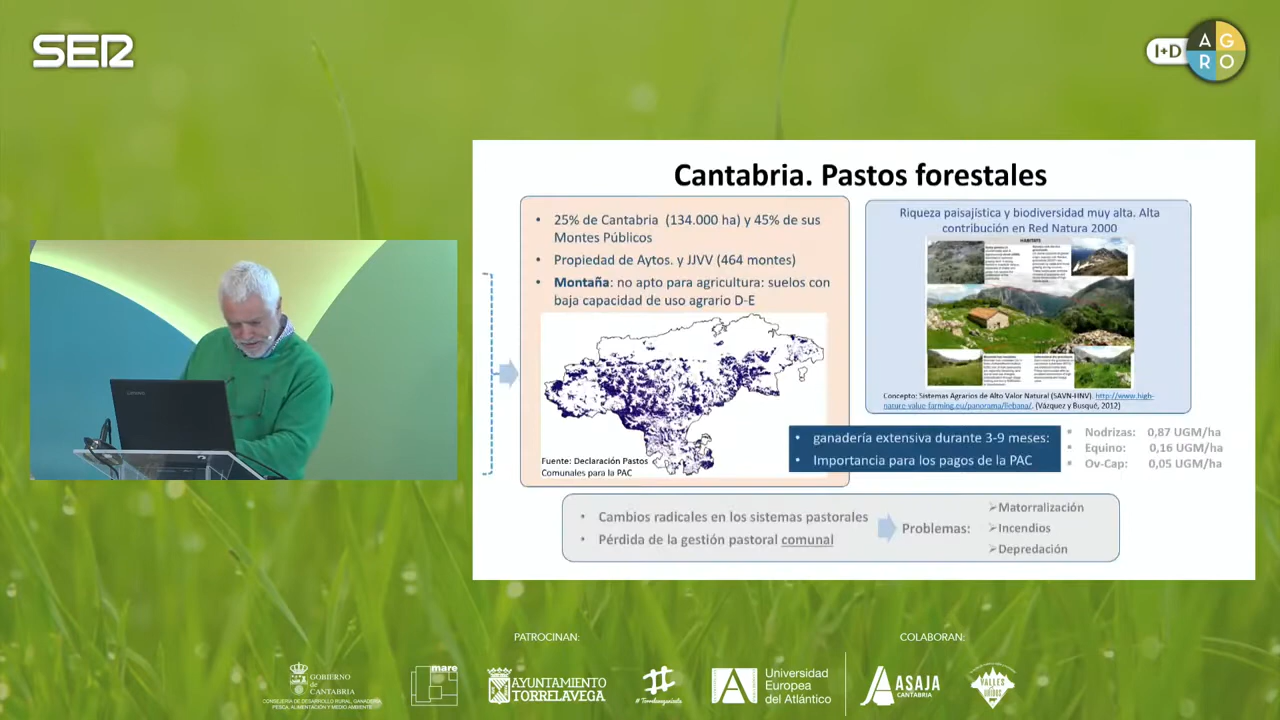 SER
I+D
A G
R O
Cantabria. Pastos forestales
• 25% de Cantabria (134.000 ha) y 45% de sus
Montes Públicos
• Propiedad de Aytos. y JJVV (464 montes)
• Montaña: no apto para agricultura: suelos con
baja capacidad de uso agrario D-E
Fuente: Declaración Pastos
Comunales para la PAC
Riqueza paisajística y biodiversidad muy alta. Alta
contribución en Red Natura 2000
HABITATS
Concepto: Sistemas Agrarios de Alto Valor Natural (SAVN-HNV). http://www.high-
nature-value-farming.eu/panorama/liebana/. (Vázquez y Busqué, 2012)
• ganadería extensiva durante 3-9 meses:
• Importancia para los pagos de la PAC
• Nodrizas: 0,87 UGM/ha
• Equino: 0,16 UGM/ha
• Ov-Cap: 0,05 UGM/ha
• Cambios radicales en los sistemas pastorales
• Pérdida de la gestión pastoral comunal
Problemas:
➢Matorralización
➢Incendios
➢Depredación
Lenovo
PATROCINAN:
COLABORAN:
GOBIERNO
de
CANTABRIA
CONSEJERÍA DE DESARROLLO RURAL, GANADERÍA,
PESCA, ALIMENTACIÓN Y MEDIO AMBIENTE
mare
AYUNTAMIENTO
TORRELAVEGA
Universidad
Europea
del Atlántico
ASAJA
CANTABRIA
VALLES